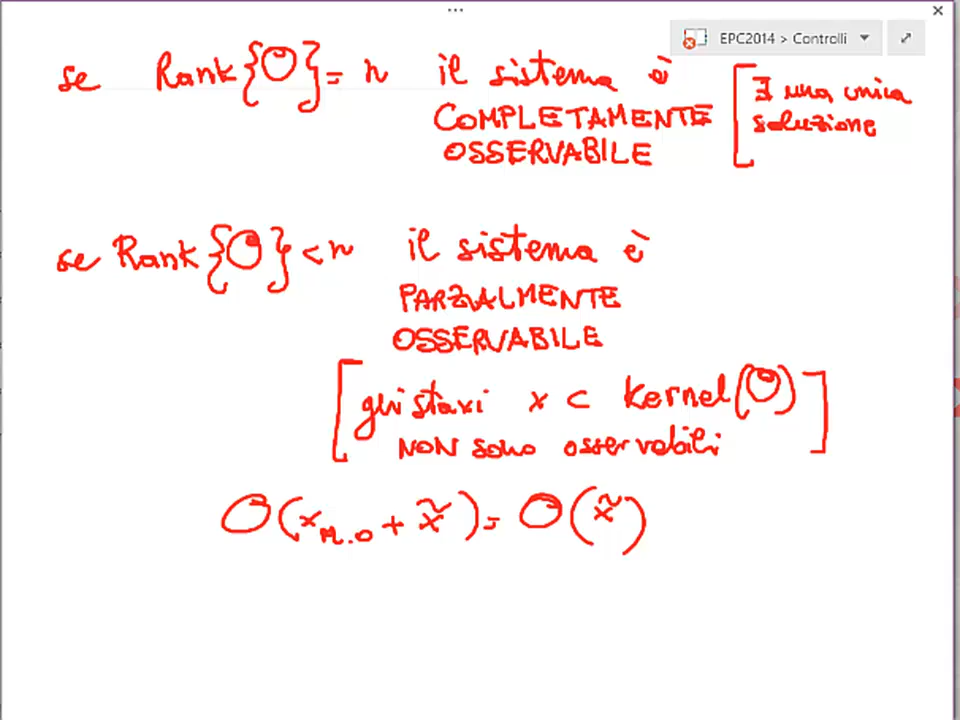 EPC2014 > Controlli
se Rank{O} = n il sistema è
COMPLETAMENTE
OSSERVABILE
[∃ una unica
soluzione
se Rank{O} < n il sistema è
PARZIALMENTE
OSSERVABILE
[gli stati x ⊂ kernel(O)]
NON sono osservabili
O(x_{n.o} + x̃) = O(x̃)